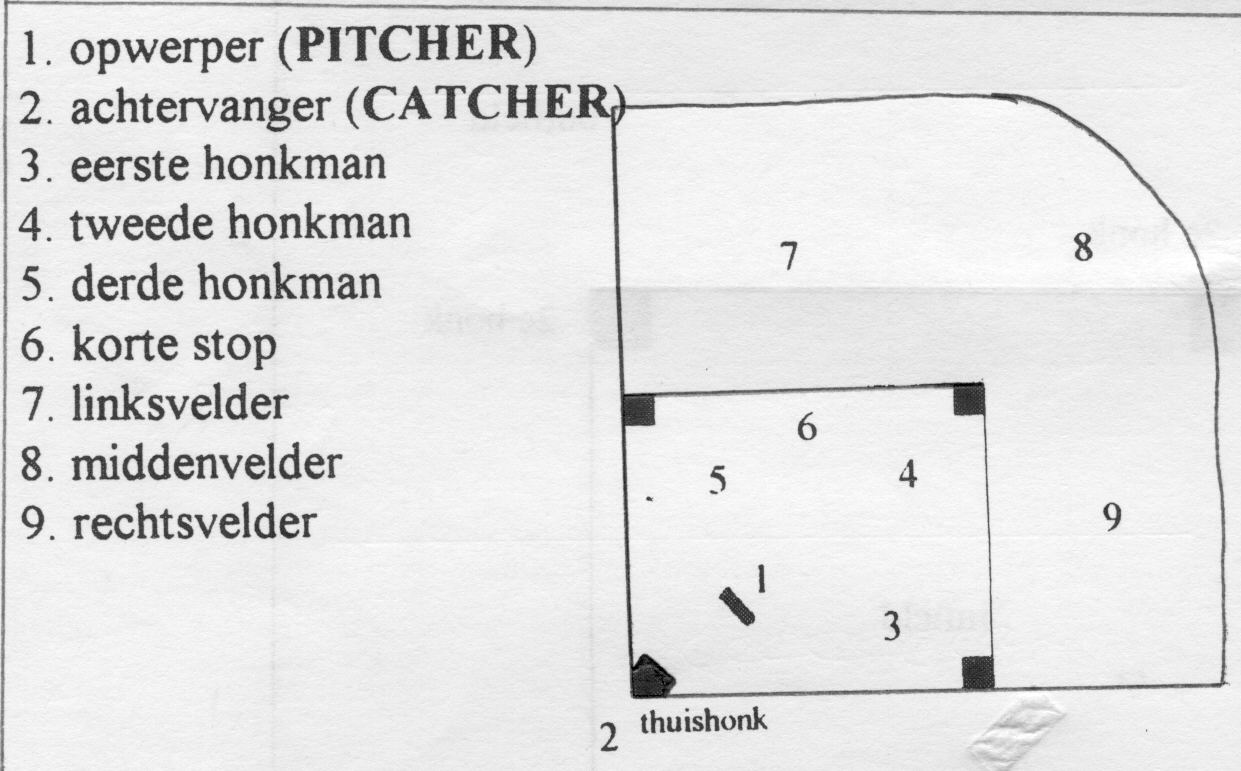 1. opwerper (PITCHER)
2. achtervanger (CATCHER)
3. eerste honkman
4. tweede honkman
5. derde honkman
6. korte stop
7. linksvelder
8. middenvelder
9. rechtsvelder
7
8
6
5
4
9
1
3
2
thuishonk